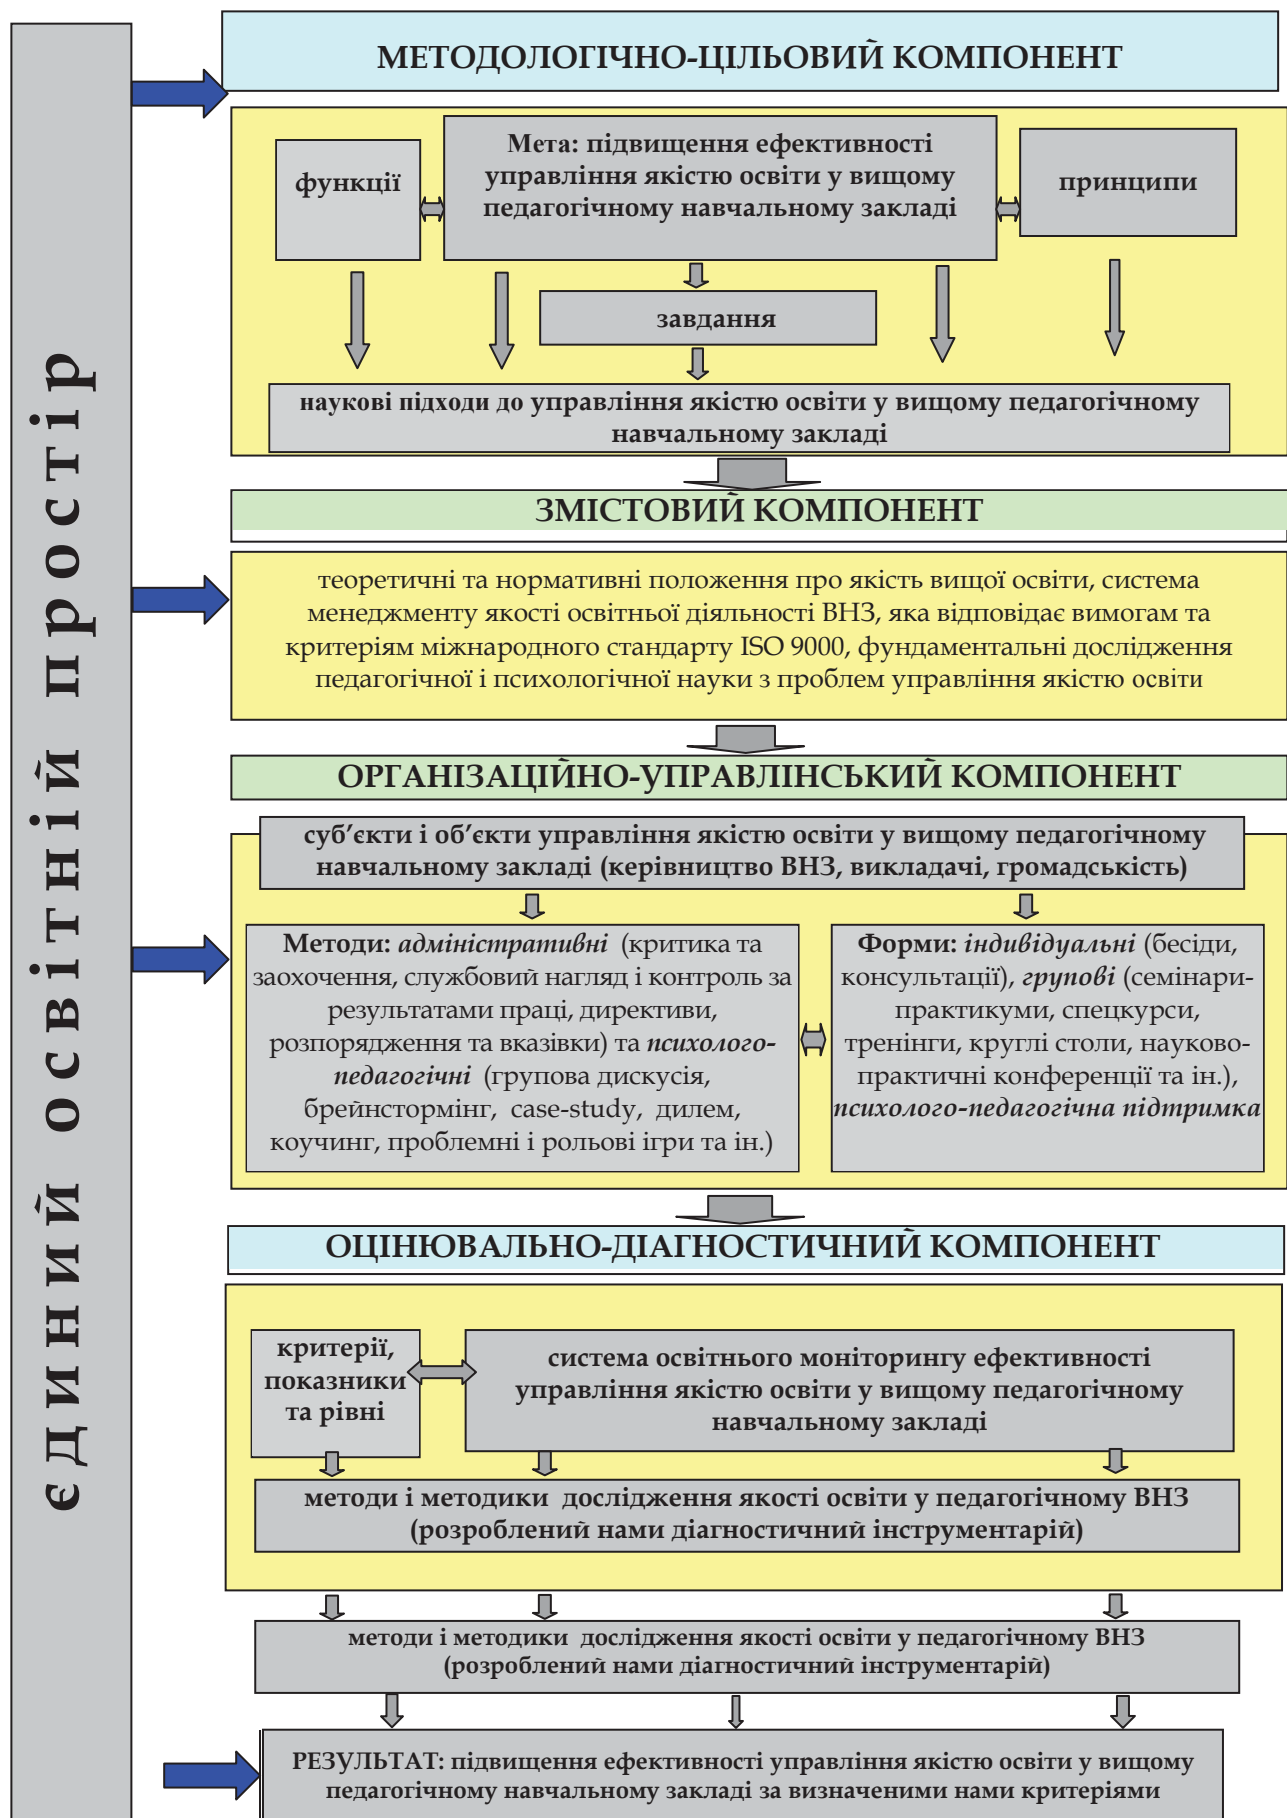 єдиний освітній простір
МЕТОДОЛОГІЧНО-ЦІЛЬОВИЙ КОМПОНЕНТ
функції
Мета: підвищення ефективності
управління якістю освіти у вищому
педагогічному навчальному закладі
принципи
завдання
наукові підходи до управління якістю освіти у вищому педагогічному
навчальному закладі
ЗМІСТОВИЙ КОМПОНЕНТ
теоретичні та нормативні положення про якість вищої освіти, система
менеджменту якості освітньої діяльності ВНЗ, яка відповідає вимогам та
критеріям міжнародного стандарту ISO 9000, фундаментальні дослідження
педагогічної і психологічної науки з проблем управління якістю освіти
ОРГАНІЗАЦІЙНО-УПРАВЛІНСЬКИЙ КОМПОНЕНТ
суб’єкти і об’єкти управління якістю освіти у вищому педагогічному
навчальному закладі (керівництво ВНЗ, викладачі, громадськість)
Методи: адміністративні (критика та
заохочення, службовий нагляд і контроль за
результатами праці, директиви,
розпорядження та вказівки) та психолого-
педагогічні (групова дискусія,
брейнстормінг, case-study, дилем,
коучинг, проблемні і рольові ігри та ін.)
Форми: індивідуальні (бесіди,
консультації), групові (семінари-
практикуми, спецкурси,
тренінги, круглі столи, науково-
практичні конференції та ін.),
психолого-педагогічна підтримка
ОЦІНЮВАЛЬНО-ДІАГНОСТИЧНИЙ КОМПОНЕНТ
критерії,
показники
та рівні
система освітнього моніторингу ефективності
управління якістю освіти у вищому педагогічному
навчальному закладі
методи і методики дослідження якості освіти у педагогічному ВНЗ
(розроблений нами діагностичний інструментарій)
методи і методики дослідження якості освіти у педагогічному ВНЗ
(розроблений нами діагностичний інструментарій)
РЕЗУЛЬТАТ: підвищення ефективності управління якістю освіти у вищому
педагогічному навчальному закладі за визначеними нами критеріями